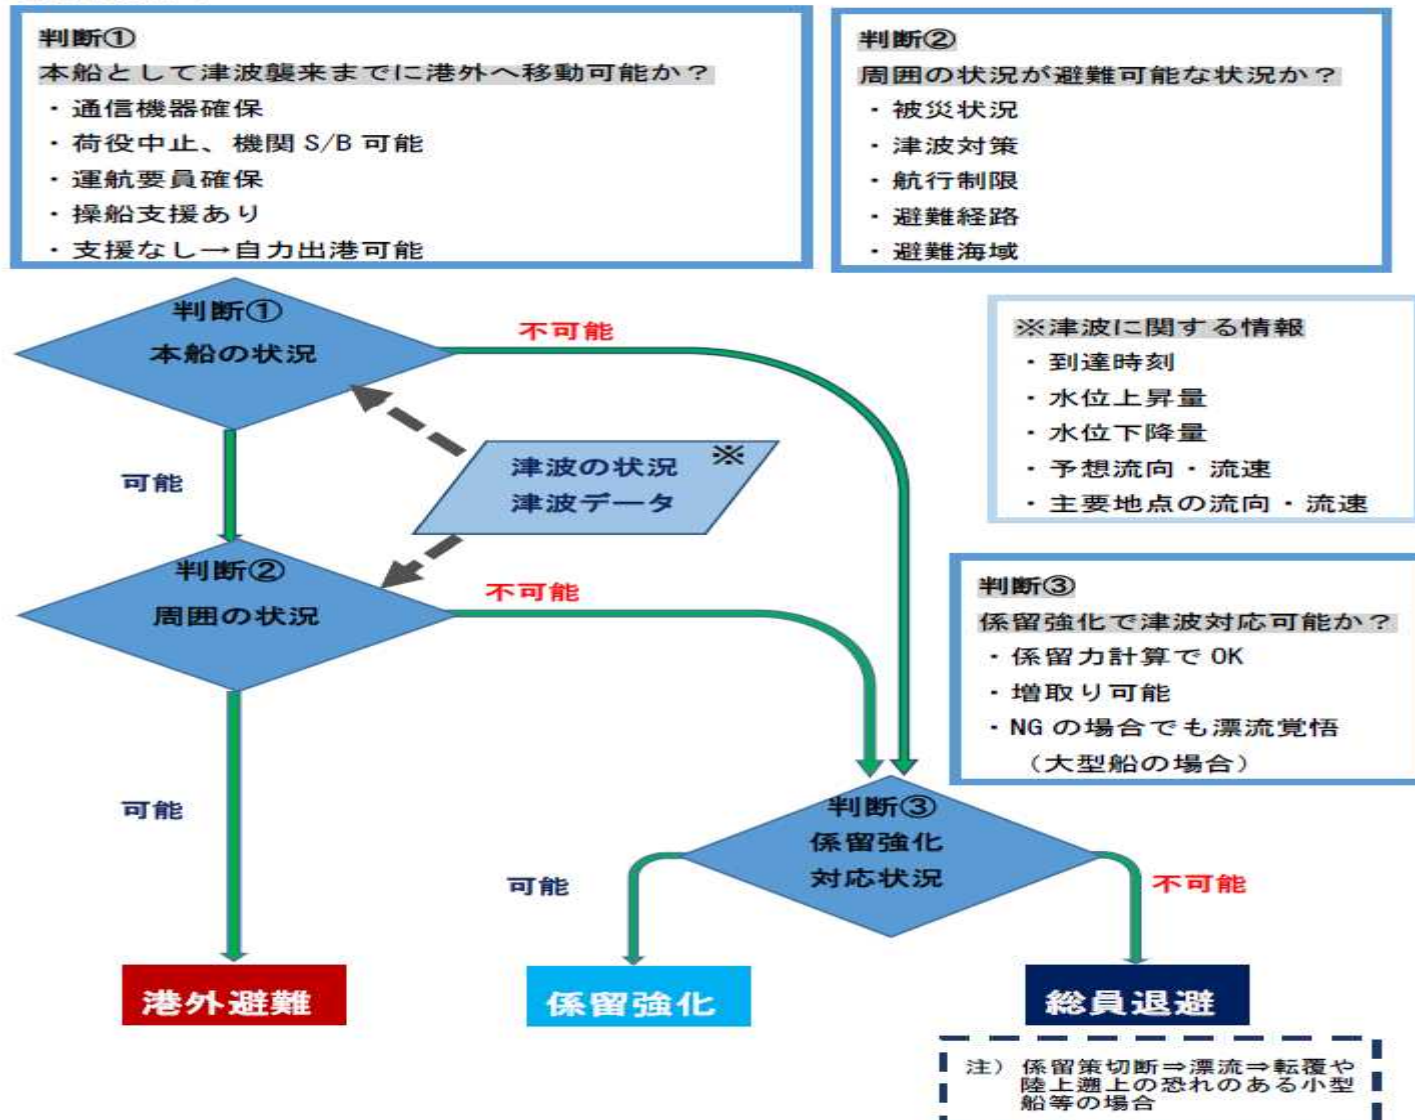 判断①
本船として津波襲来までに港外へ移動可能か？
・通信機器確保
・荷役中止、機関 S/B 可能
・運航要員確保
・操船支援あり
・支援なし→自力出港可能
判断②
周囲の状況が避難可能な状況か？
・被災状況
・津波対策
・航行制限
・避難経路
・避難海域
判断①
本船の状況
不可能
可能
津波の状況 ※
津波データ
※津波に関する情報
・到達時刻
・水位上昇量
・水位下降量
・予想流向・流速
・主要地点の流向・流速
判断②
周囲の状況
不可能
可能
判断③
係留強化で津波対応可能か？
・係留力計算で OK
・増取り可能
・NG の場合でも漂流覚悟
（大型船の場合）
判断③
係留強化
対応状況
可能
不可能
港外避難
係留強化
総員退避
注） 係留策切断⇒漂流⇒転覆や
陸上遡上の恐れのある小型
船等の場合